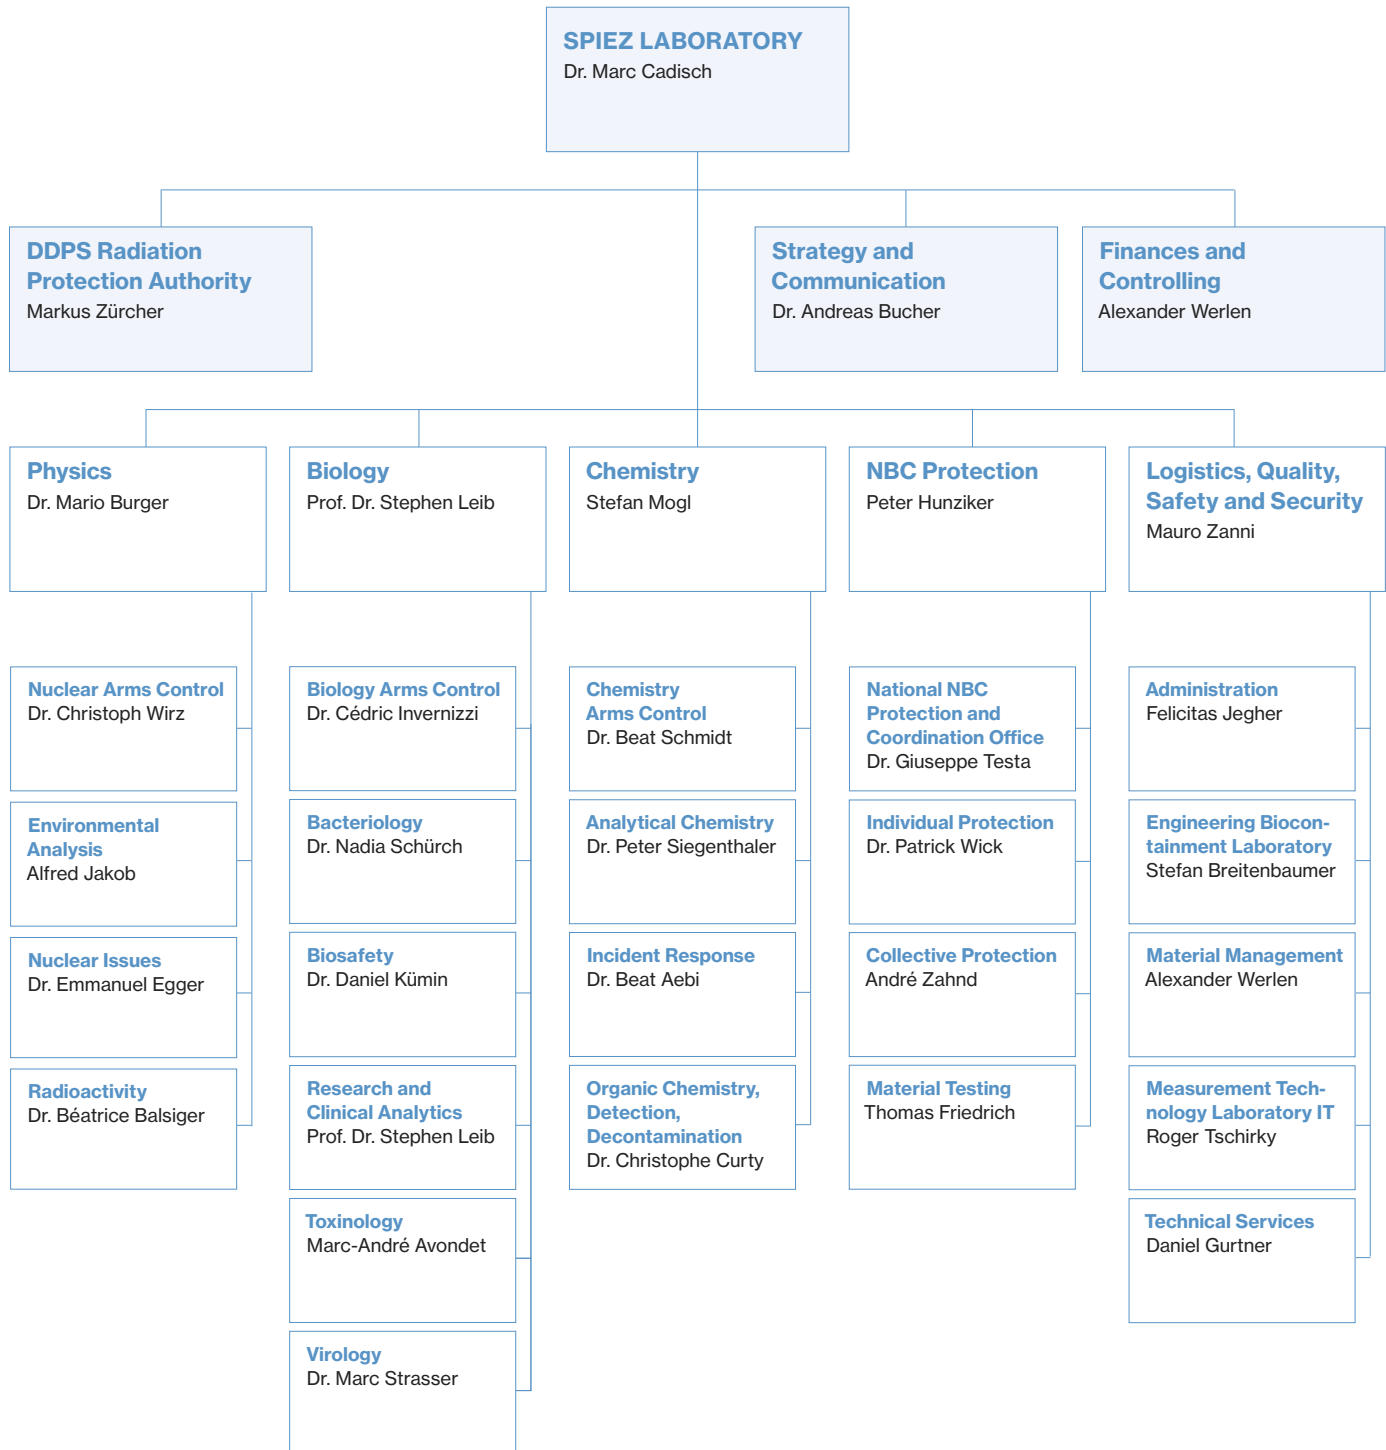 SPIEZ LABORATORY
Dr. Marc Cadisch
DDPS Radiation
Protection Authority
Markus Zürcher
Strategy and
Communication
Dr. Andreas Bucher
Finances and
Controlling
Alexander Werlen
Physics
Dr. Mario Burger
Biology
Prof. Dr. Stephen Leib
Chemistry
Stefan Mogl
NBC Protection
Peter Hunziker
Logistics, Quality,
Safety and Security
Mauro Zanni
Nuclear Arms Control
Dr. Christoph Wirz
Environmental
Analysis
Alfred Jakob
Nuclear Issues
Dr. Emmanuel Egger
Radioactivity
Dr. Béatrice Balsiger
Biology Arms Control
Dr. Cédric Invernizzi
Bacteriology
Dr. Nadia Schürch
Biosafety
Dr. Daniel Kümin
Research and
Clinical Analytics
Prof. Dr. Stephen Leib
Toxinology
Marc-André Avondet
Virology
Dr. Marc Strasser
Chemistry
Arms Control
Dr. Beat Schmidt
Analytical Chemistry
Dr. Peter Siegenthaler
Incident Response
Dr. Beat Aebi
Organic Chemistry,
Detection,
Decontamination
Dr. Christophe Curty
National NBC
Protection and
Coordination Office
Dr. Giuseppe Testa
Individual Protection
Dr. Patrick Wick
Collective Protection
André Zahnd
Material Testing
Thomas Friedrich
Administration
Felicitas Jegher
Engineering Biocon-
tainment Laboratory
Stefan Breitenbaumer
Material Management
Alexander Werlen
Measurement Tech-
nology Laboratory IT
Roger Tschirky
Technical Services
Daniel Gurtner